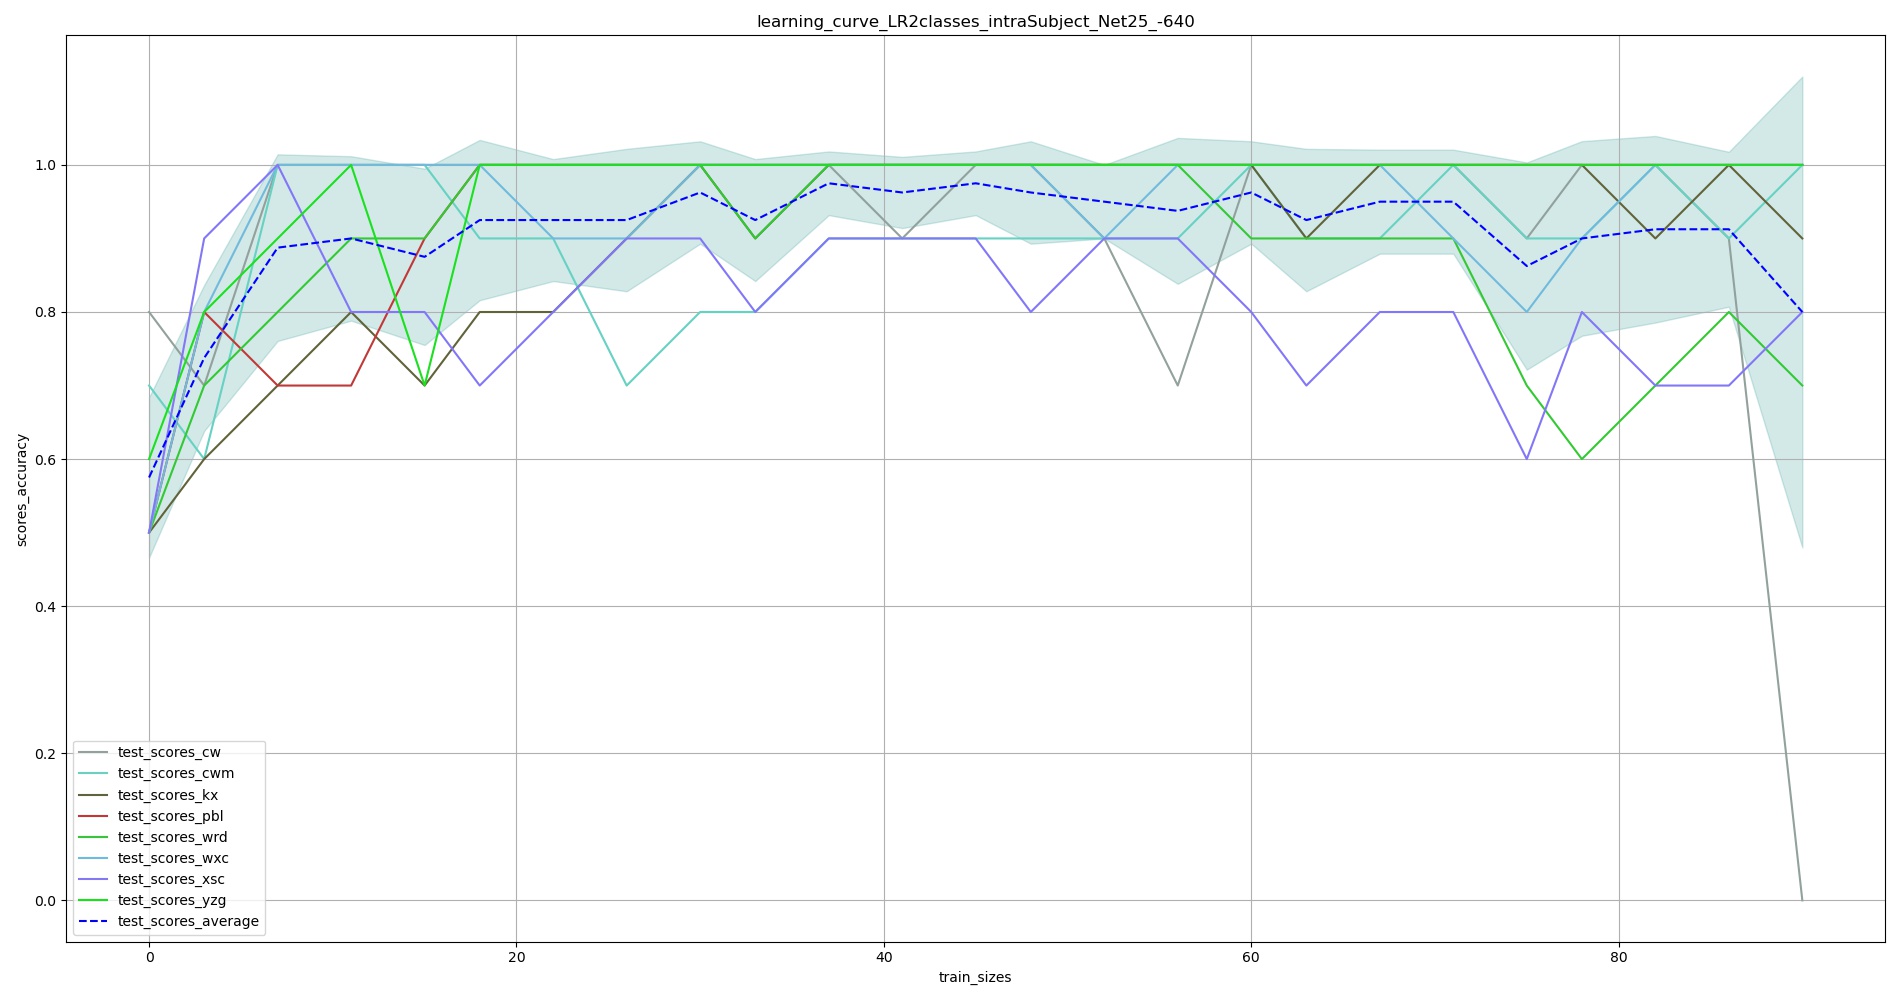 learning_curve_LR2classes_intraSubject_Net25_-640
scores_accuracy
1.0
0.8
0.6
0.4
0.2
0.0
test_scores_cw
test_scores_cwm
test_scores_kx
test_scores_pbl
test_scores_wrd
test_scores_wxc
test_scores_xsc
test_scores_yzg
test_scores_average
0 20 40 60 80
train_sizes